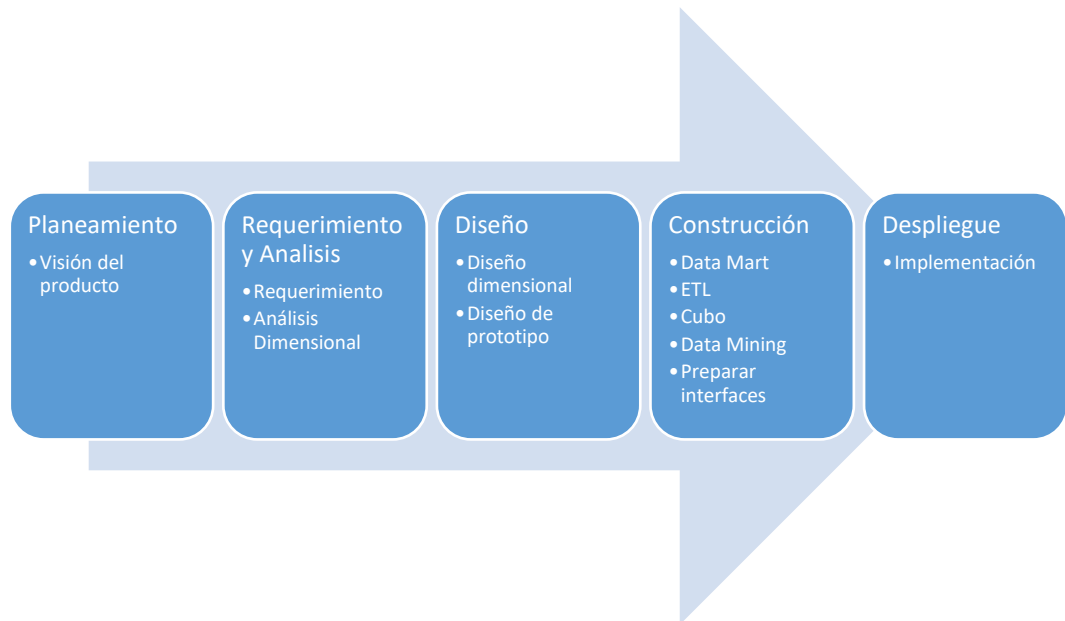 Planeamiento
•Visión del
producto
Requerimiento
y Analisis
•Requerimiento
•Análisis
Dimensional
Diseño
•Diseño
dimensional
•Diseño de
prototipo
Construcción
•Data Mart
•ETL
•Cubo
•Data Mining
•Preparar
interfaces
Despliegue
•Implementación